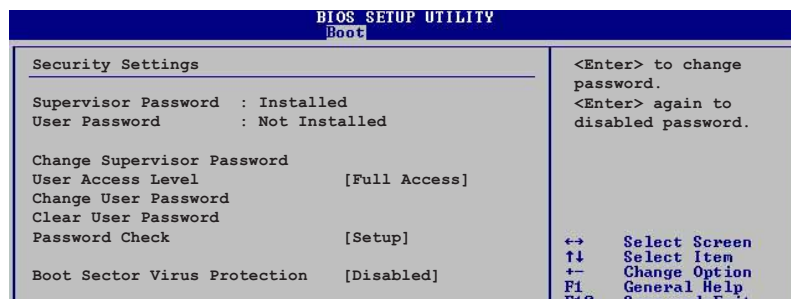 BIOS SETUP UTILITY
Boot
Security Settings
Supervisor Password : Installed
User Password : Not Installed
Change Supervisor Password
User Access Level [Full Access]
Change User Password
Clear User Password
Password Check [Setup]
Boot Sector Virus Protection [Disabled]
<Enter> to change
password.
<Enter> again to
disabled password.
↔ Select Screen
↑↓ Select Item
+- Change Option
F1 General Help